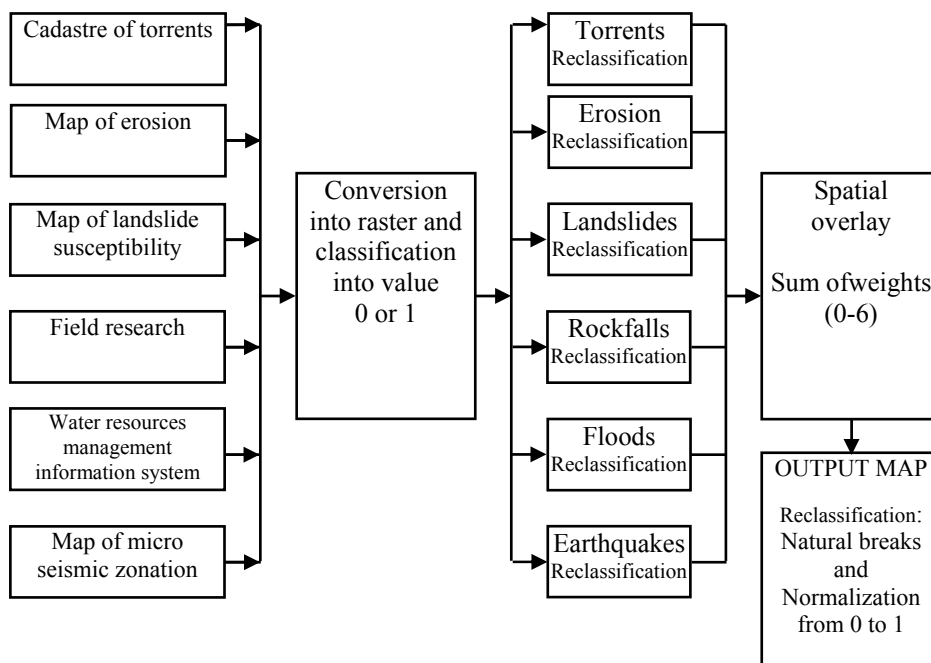 Cadastre of torrents
Map of erosion
Map of landslide
susceptibility
Field research
Water resources
management
information system
Map of micro
seismic zonation
Conversion
into raster and
classification
into value
0 or 1
Torrents
Reclassification
Erosion
Reclassification
Landslides
Reclassification
Rockfalls
Reclassification
Floods
Reclassification
Earthquakes
Reclassification
Spatial
overlay
Sum ofweights
(0-6)
OUTPUT MAP
Reclassification:
Natural breaks
and
Normalization
from 0 to 1